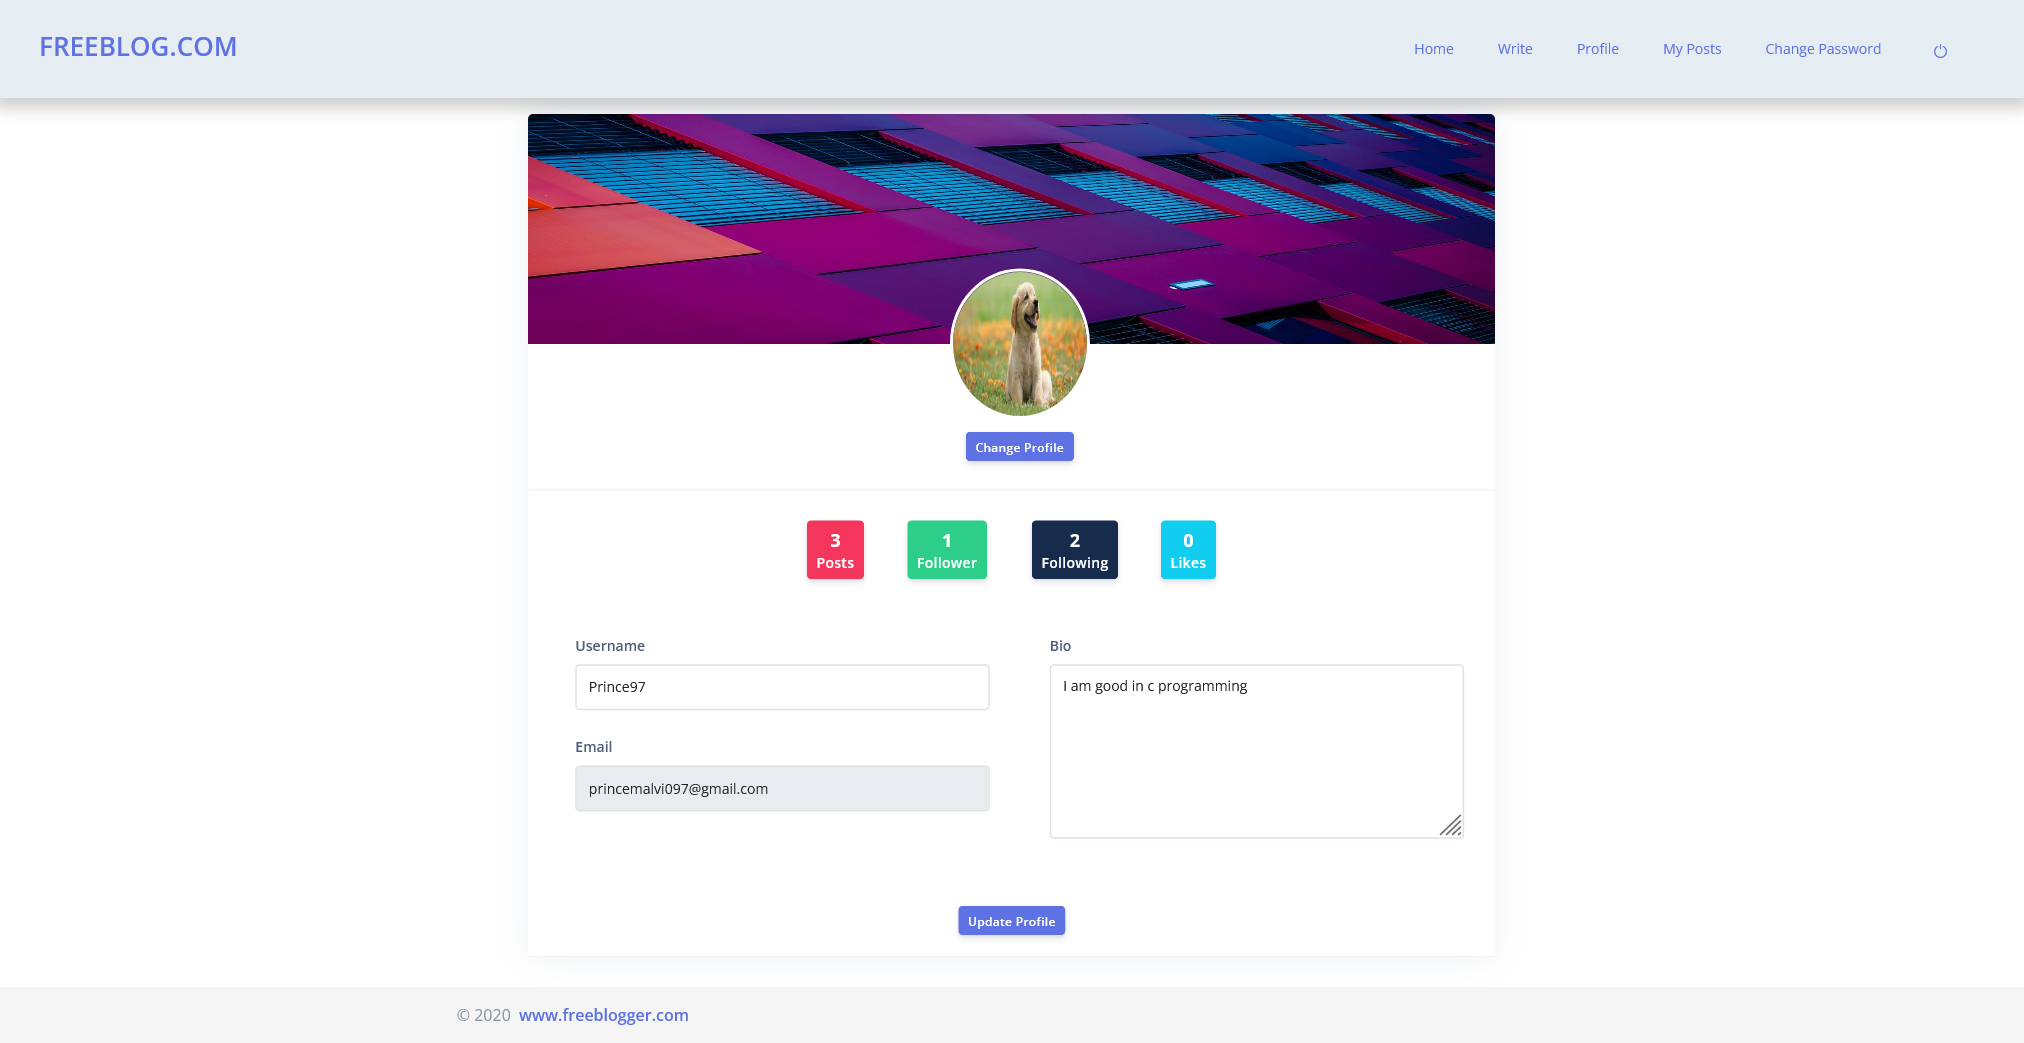 FREEBLOG.COM
Home Write Profile My Posts Change Password
Change Profile
3 1 2 0
Posts Follower Following Likes
Username Bio
Prince97 I am good in c programming
Email
princemalvi097@gmail.com
Update Profile
© 2020 www.freeblogger.com